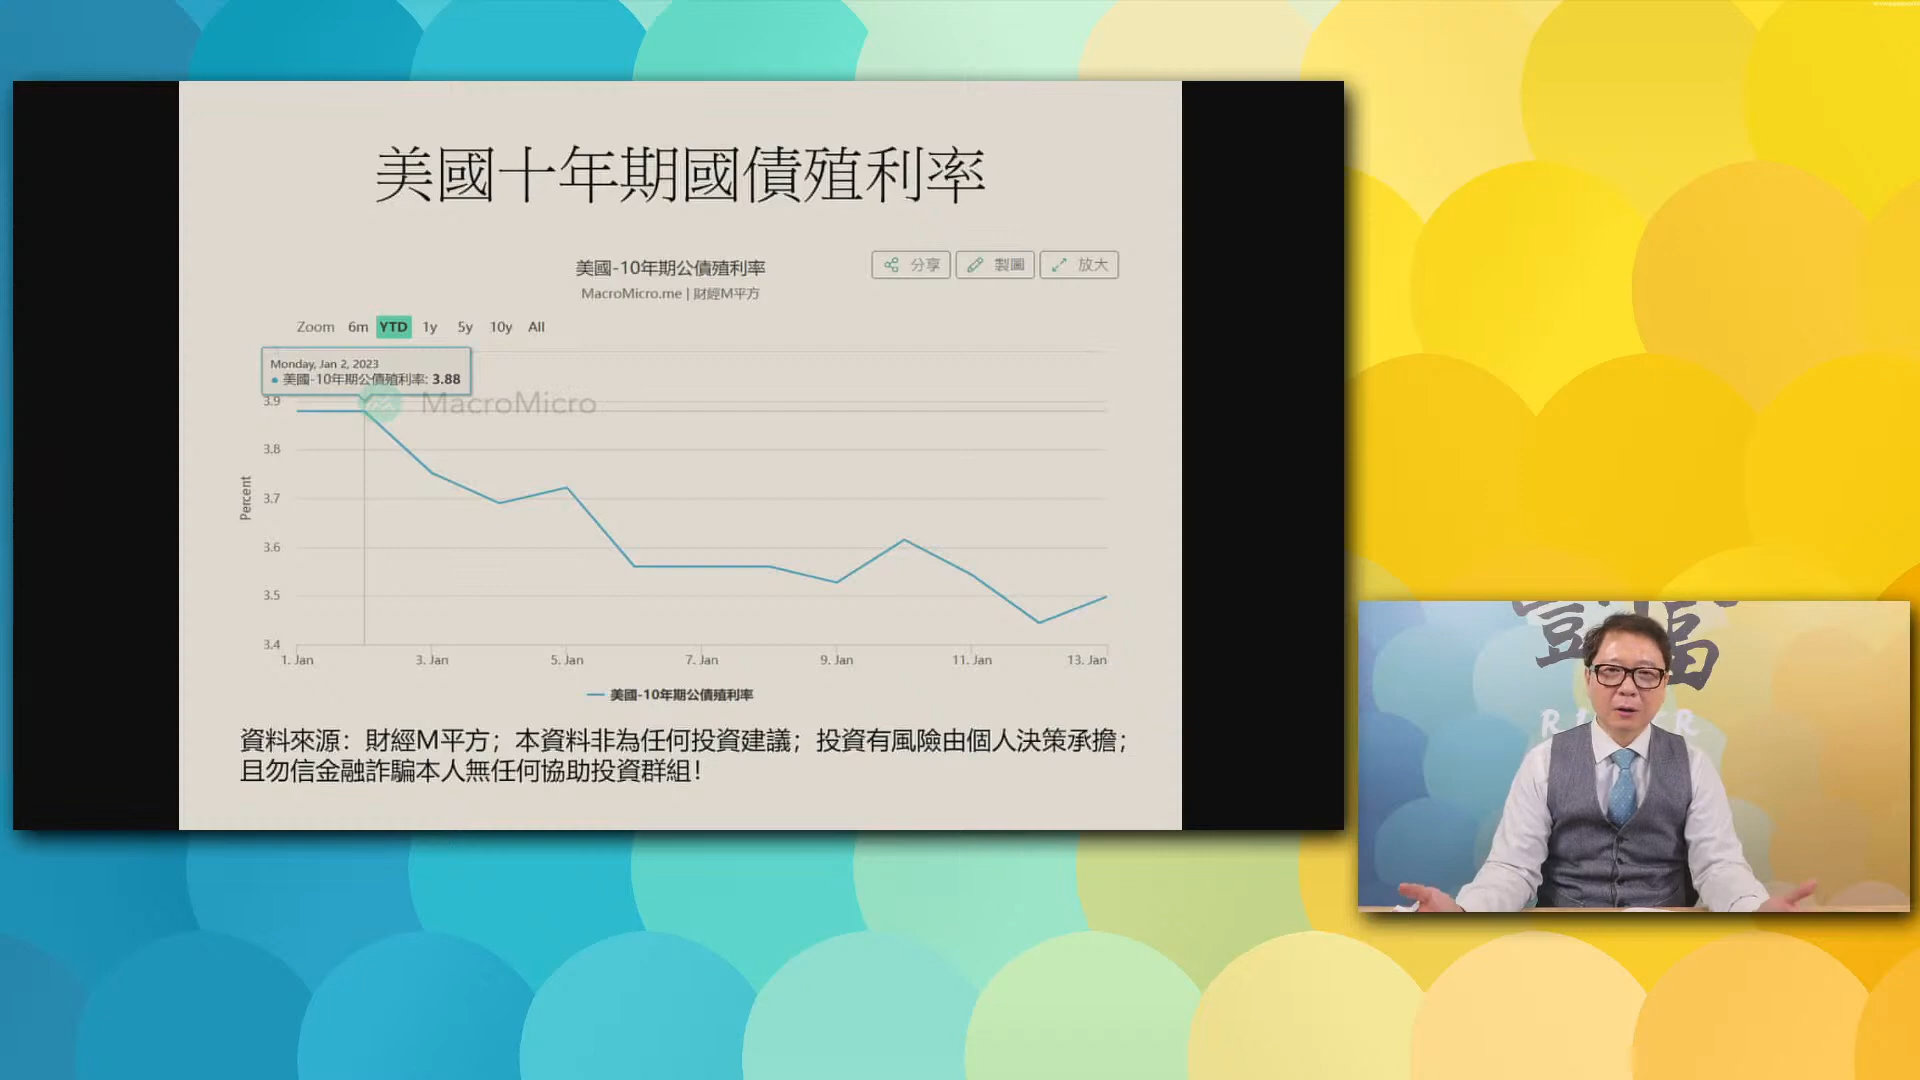 美國十年期國債殖利率
美國-10年期公債殖利率
分享
製圖
放大
MacroMicro.me | 財經M平方
Zoom 6m YTD 1y 5y 10y All
Monday, Jan 2, 2023
美國-10年期公債殖利率: 3.88
MacroMicro
3.9
3.8
3.7
3.6
3.5
3.4
Percent
1. Jan 3. Jan 5. Jan 7. Jan 9. Jan 11. Jan 13. Jan
美國-10年期公債殖利率
資料來源：財經M平方；本資料非為任何投資建議；投資有風險由個人決策承擔；
且勿信金融詐騙本人無任何協助投資群組！